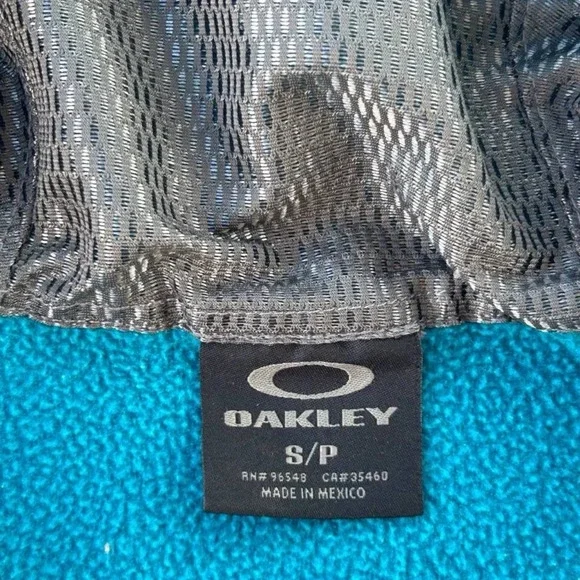 OAKLEY
S/P
RN# 96548 CA#35460
MADE IN MEXICO